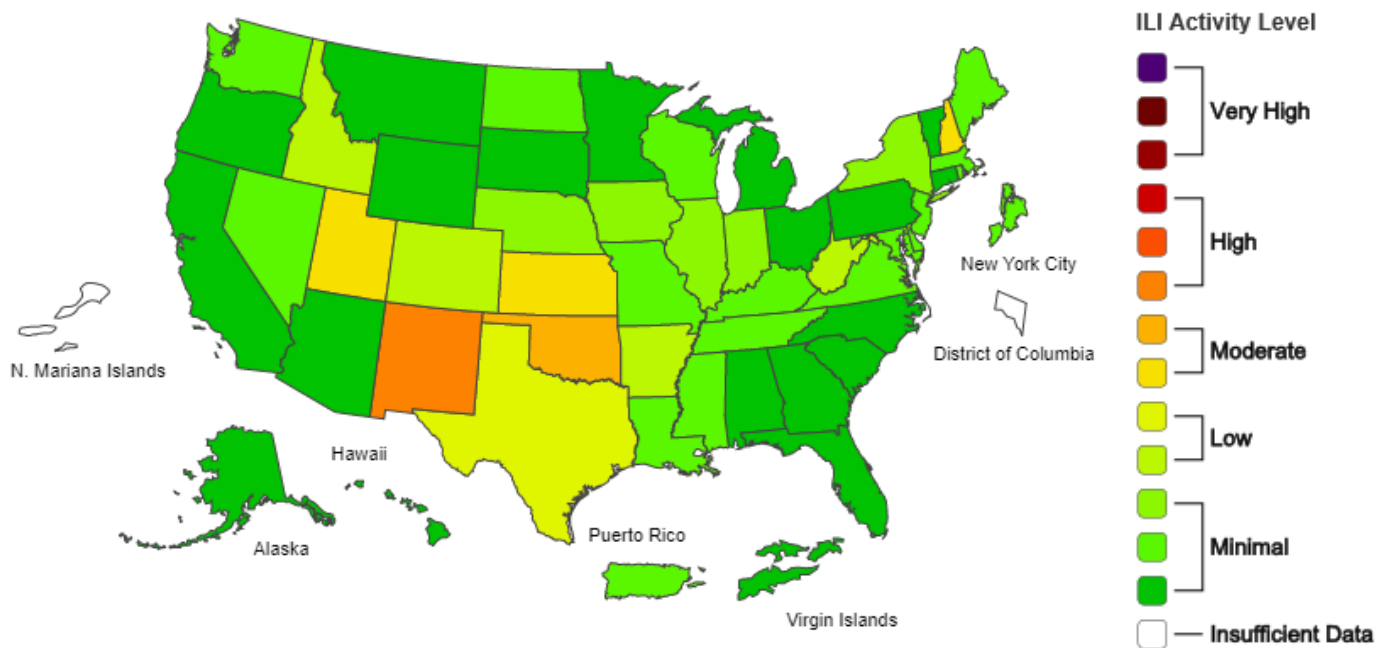 ILI Activity Level
Very High
High
Moderate
Low
Minimal
Insufficient Data
New York City
District of Columbia
N. Mariana Islands
Hawaii
Alaska
Puerto Rico
Virgin Islands